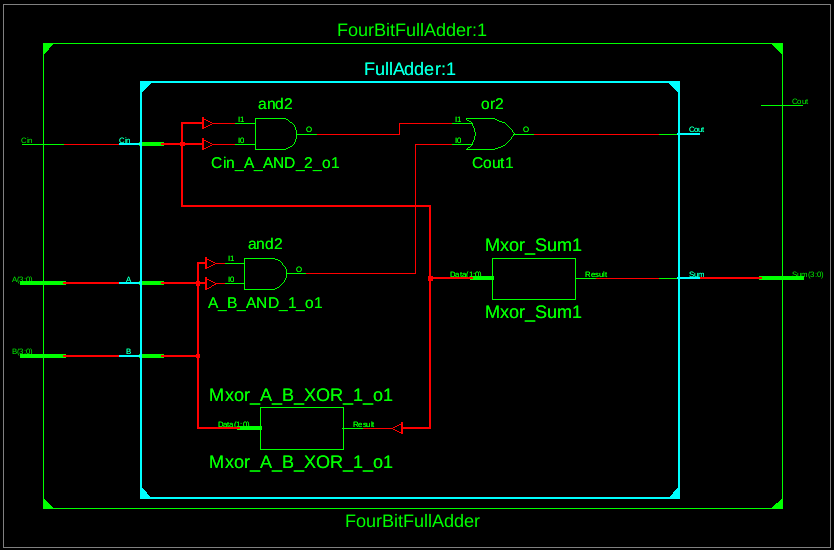 FourBitFullAdder:1
FullAdder:1
and2
or2
Cout
I1
O
I1
O
Cin
Cin
I0
I0
Cout
Cin_A_AND_2_o1
Cout1
and2
Mxor_Sum1
I1
O
A(3:0)
A
I0
Data(1:0)
Result
Sum
Sum(3:0)
A_B_AND_1_o1
Mxor_Sum1
B(3:0)
B
Mxor_A_B_XOR_1_o1
Data(1:0)
Result
Mxor_A_B_XOR_1_o1
FourBitFullAdder